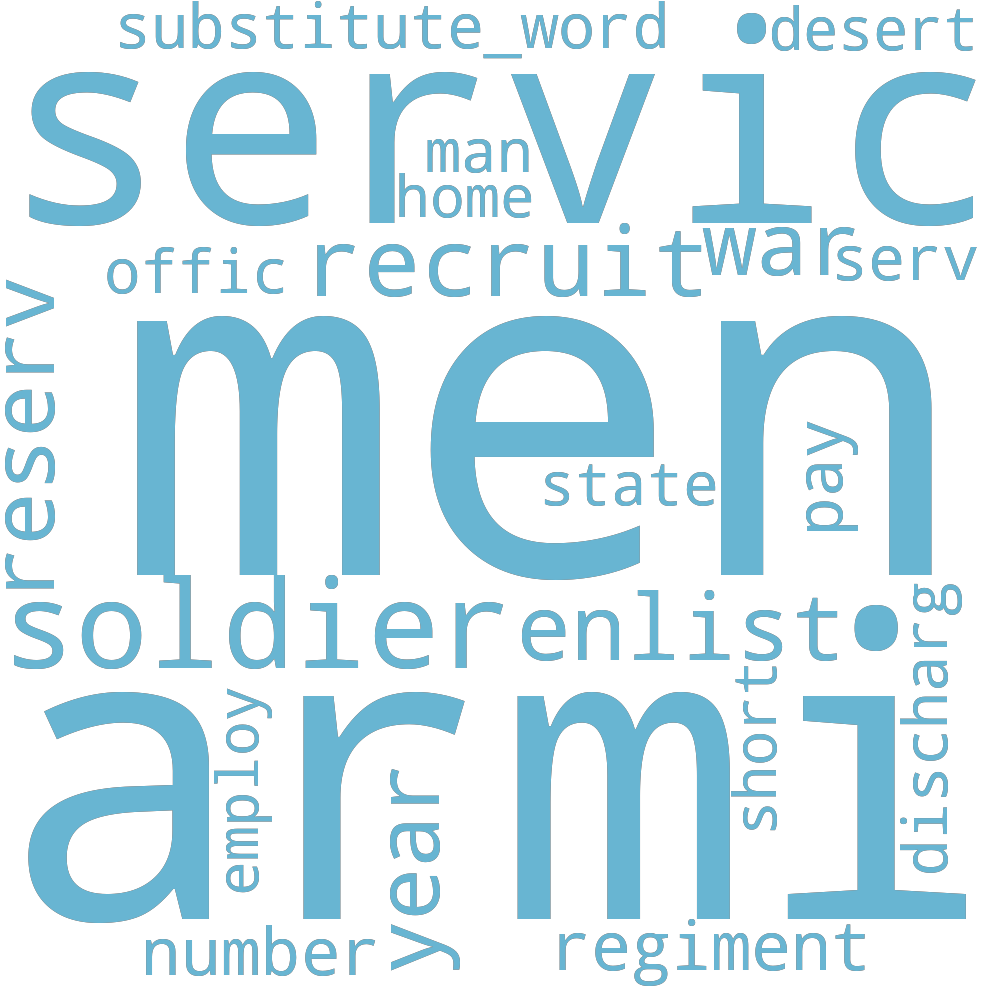 substitute_word
desert
servic
man
home
offic
recruit
war
serv
reserv
men
state
pay
soldier
enlist
discharg
short
armi
employ
year
number
regiment